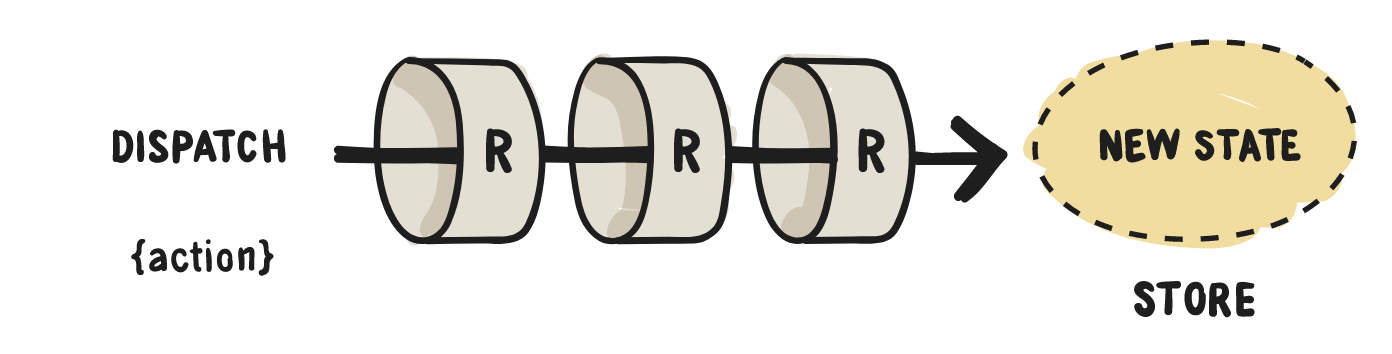 DISPATCH
{action}
R
R
R
NEW STATE
STORE